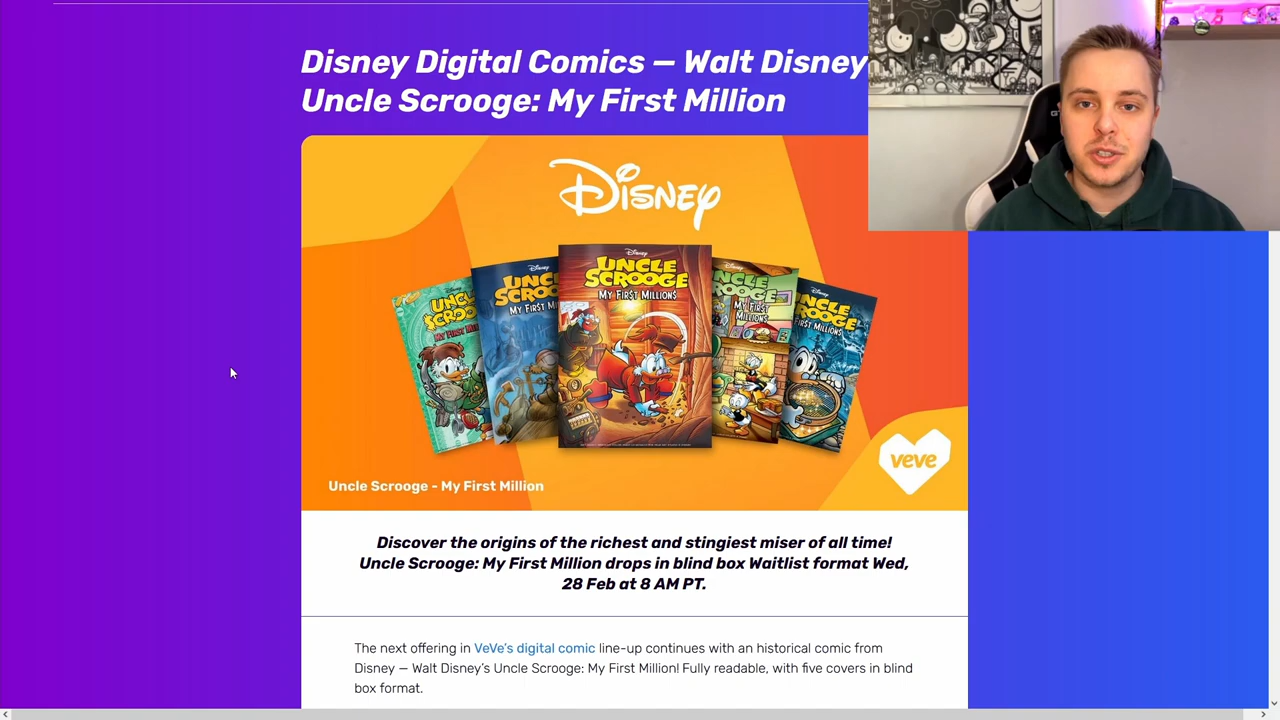 Disney Digital Comics — Walt Disney
Uncle Scrooge: My First Million
Disney
Disney
UNCLE
SCROOGE
MY FIR$T MILLION$
Uncle Scrooge - My First Million
veve
Discover the origins of the richest and stingiest miser of all time!
Uncle Scrooge: My First Million drops in blind box Waitlist format Wed,
28 Feb at 8 AM PT.
The next offering in VeVe's digital comic line-up continues with an historical comic from
Disney — Walt Disney's Uncle Scrooge: My First Million! Fully readable, with five covers in blind
box format.